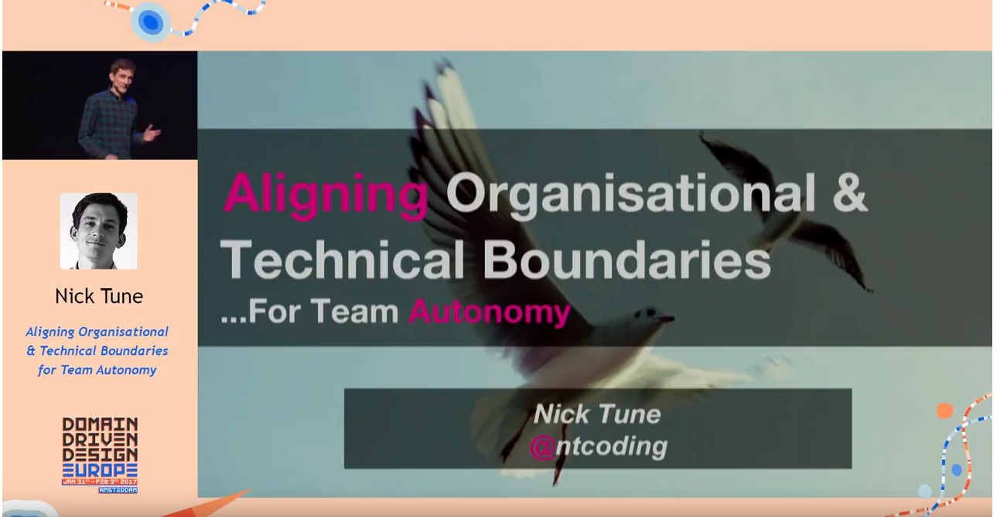 Aligning Organisational &
Technical Boundaries
...For Team Autonomy
Nick Tune
@ntcoding
Nick Tune
Aligning Organisational
& Technical Boundaries
for Team Autonomy
DOMAIN
DRIVEN
DESIGN
EUROPE
JAN 31ST - FEB 3RD 2017
AMSTERDAM